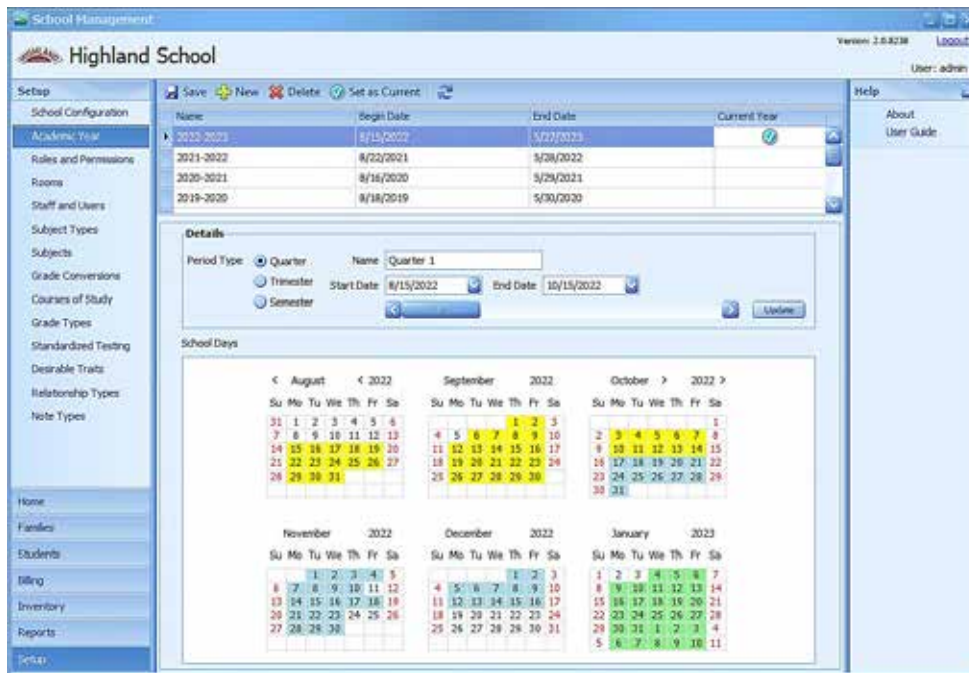 School Management
Highland School
Version: 2.0.8238 Logout
User: admin
Setup
School Configuration
Academic Year
Roles and Permissions
Rooms
Staff and Users
Subject Types
Subjects
Grade Conversions
Courses of Study
Grade Types
Standardized Testing
Desirable Traits
Relationship Types
Note Types
Home
Families
Students
Billing
Inventory
Reports
Setup
Save New Delete Set as Current
Name Begin Date End Date Current Year
2022-2023 8/15/2022 5/27/2023
2021-2022 8/22/2021 5/28/2022
2020-2021 8/16/2020 5/29/2021
2019-2020 8/18/2019 5/30/2020
Details
Period Type Quarter Name Quarter 1
Trimester Start Date 8/15/2022 End Date 10/15/2022
Semester
Update
School Days
< August < 2022 September 2022 October > 2022 >
Su Mo Tu We Th Fr Sa Su Mo Tu We Th Fr Sa Su Mo Tu We Th Fr Sa
31 1 2 3 4 5 6 1 2 3 1
7 8 9 10 11 12 13 4 5 6 7 8 9 10 2 3 4 5 6 7 8
14 15 16 17 18 19 20 11 12 13 14 15 16 17 9 10 11 12 13 14 15
21 22 23 24 25 26 27 18 19 20 21 22 23 24 16 17 18 19 20 21 22
28 29 30 31 25 26 27 28 29 30 23 24 25 26 27 28 29
30 31
November 2022 December 2022 January 2023
Su Mo Tu We Th Fr Sa Su Mo Tu We Th Fr Sa Su Mo Tu We Th Fr Sa
1 2 3 4 5 1 2 3 1 2 3 4 5 6 7
6 7 8 9 10 11 12 4 5 6 7 8 9 10 8 9 10 11 12 13 14
13 14 15 16 17 18 19 11 12 13 14 15 16 17 15 16 17 18 19 20 21
20 21 22 23 24 25 26 18 19 20 21 22 23 24 22 23 24 25 26 27 28
27 28 29 30 25 26 27 28 29 30 31 29 30 31 1 2 3 4
5 6 7 8 9 10 11
Help
About
User Guide